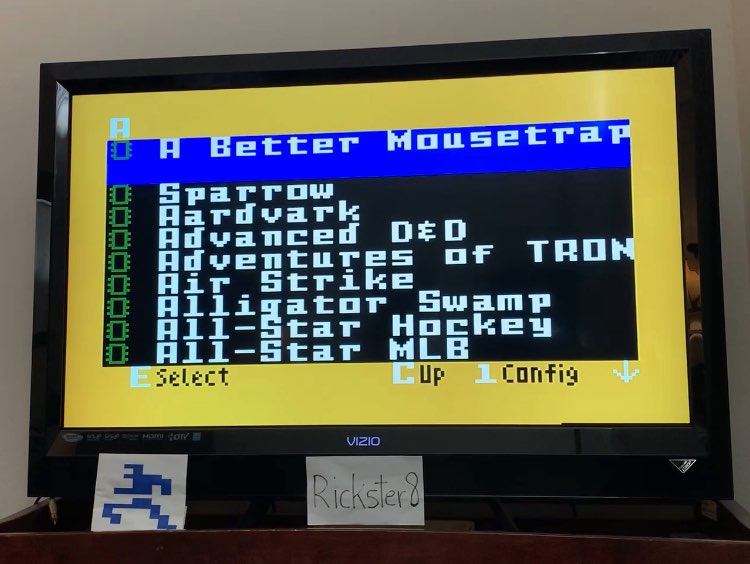 A
A Better Mousetrap
Sparrow
Aardvark
Advanced D&D
Adventures of TRON
Air Strike
Alligator Swamp
All-Star Hockey
All-Star MLB
E Select C Up 1 Config ↓
HDMI
VIZIO
Rickster8